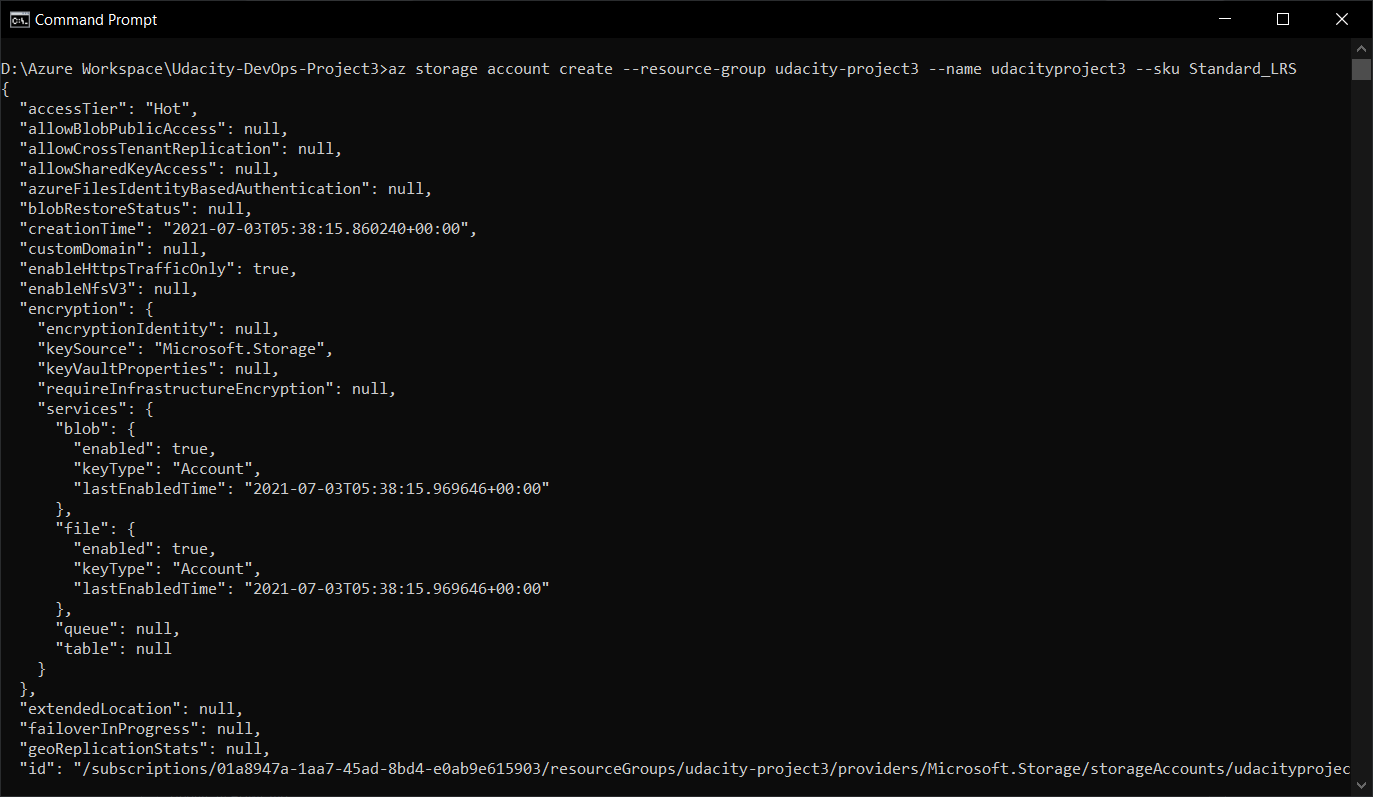 Command Prompt
D:\Azure Workspace\Udacity-DevOps-Project3>az storage account create --resource-group udacity-project3 --name udacityproject3 --sku Standard_LRS
{
  "accessTier": "Hot",
  "allowBlobPublicAccess": null,
  "allowCrossTenantReplication": null,
  "allowSharedKeyAccess": null,
  "azureFilesIdentityBasedAuthentication": null,
  "blobRestoreStatus": null,
  "creationTime": "2021-07-03T05:38:15.860240+00:00",
  "customDomain": null,
  "enableHttpsTrafficOnly": true,
  "enableNfsV3": null,
  "encryption": {
    "encryptionIdentity": null,
    "keySource": "Microsoft.Storage",
    "keyVaultProperties": null,
    "requireInfrastructureEncryption": null,
    "services": {
      "blob": {
        "enabled": true,
        "keyType": "Account",
        "lastEnabledTime": "2021-07-03T05:38:15.969646+00:00"
      },
      "file": {
        "enabled": true,
        "keyType": "Account",
        "lastEnabledTime": "2021-07-03T05:38:15.969646+00:00"
      },
      "queue": null,
      "table": null
    }
  },
  "extendedLocation": null,
  "failoverInProgress": null,
  "geoReplicationStats": null,
  "id": "/subscriptions/01a8947a-1aa7-45ad-8bd4-e0ab9e615903/resourceGroups/udacity-project3/providers/Microsoft.Storage/storageAccounts/udacityprojec